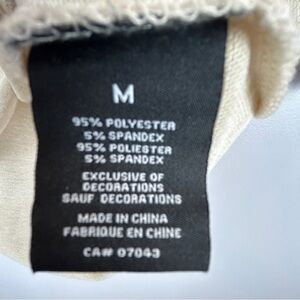 M
95% POLYESTER
5% SPANDEX
95% POLIESTER
5% SPANDEX
EXCLUSIVE OF
DECORATIONS
SAUF DECORATIONS
MADE IN CHINA
FABRIQUE EN CHINE
CA# 07043